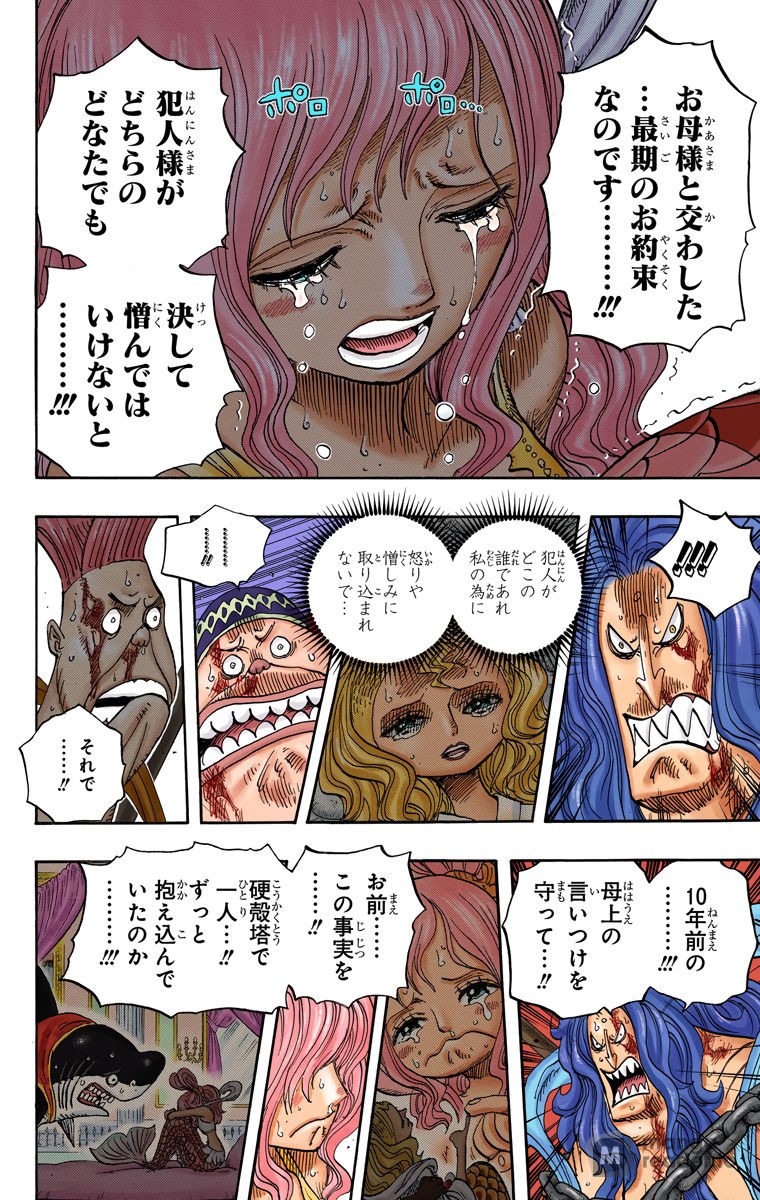 お母様と交わした
…最期のお約束
なのです…………!!!
ポロ
ポロ…
犯人様が
どちらの
どなたでも
決して
憎んでは
いけないと
…………!!!
!!!
犯人が
どこの
誰であれ
私の為に
怒りや
憎しみに
取り込まれ
ないで…
………
……!!
それで
……!!
10年前の
………!!!
母上の
言いつけを
守って…!!
お前……
この事実を
…!!
硬殻塔で
一人…!!
ずっと
抱え込んで
いたのか
……!!